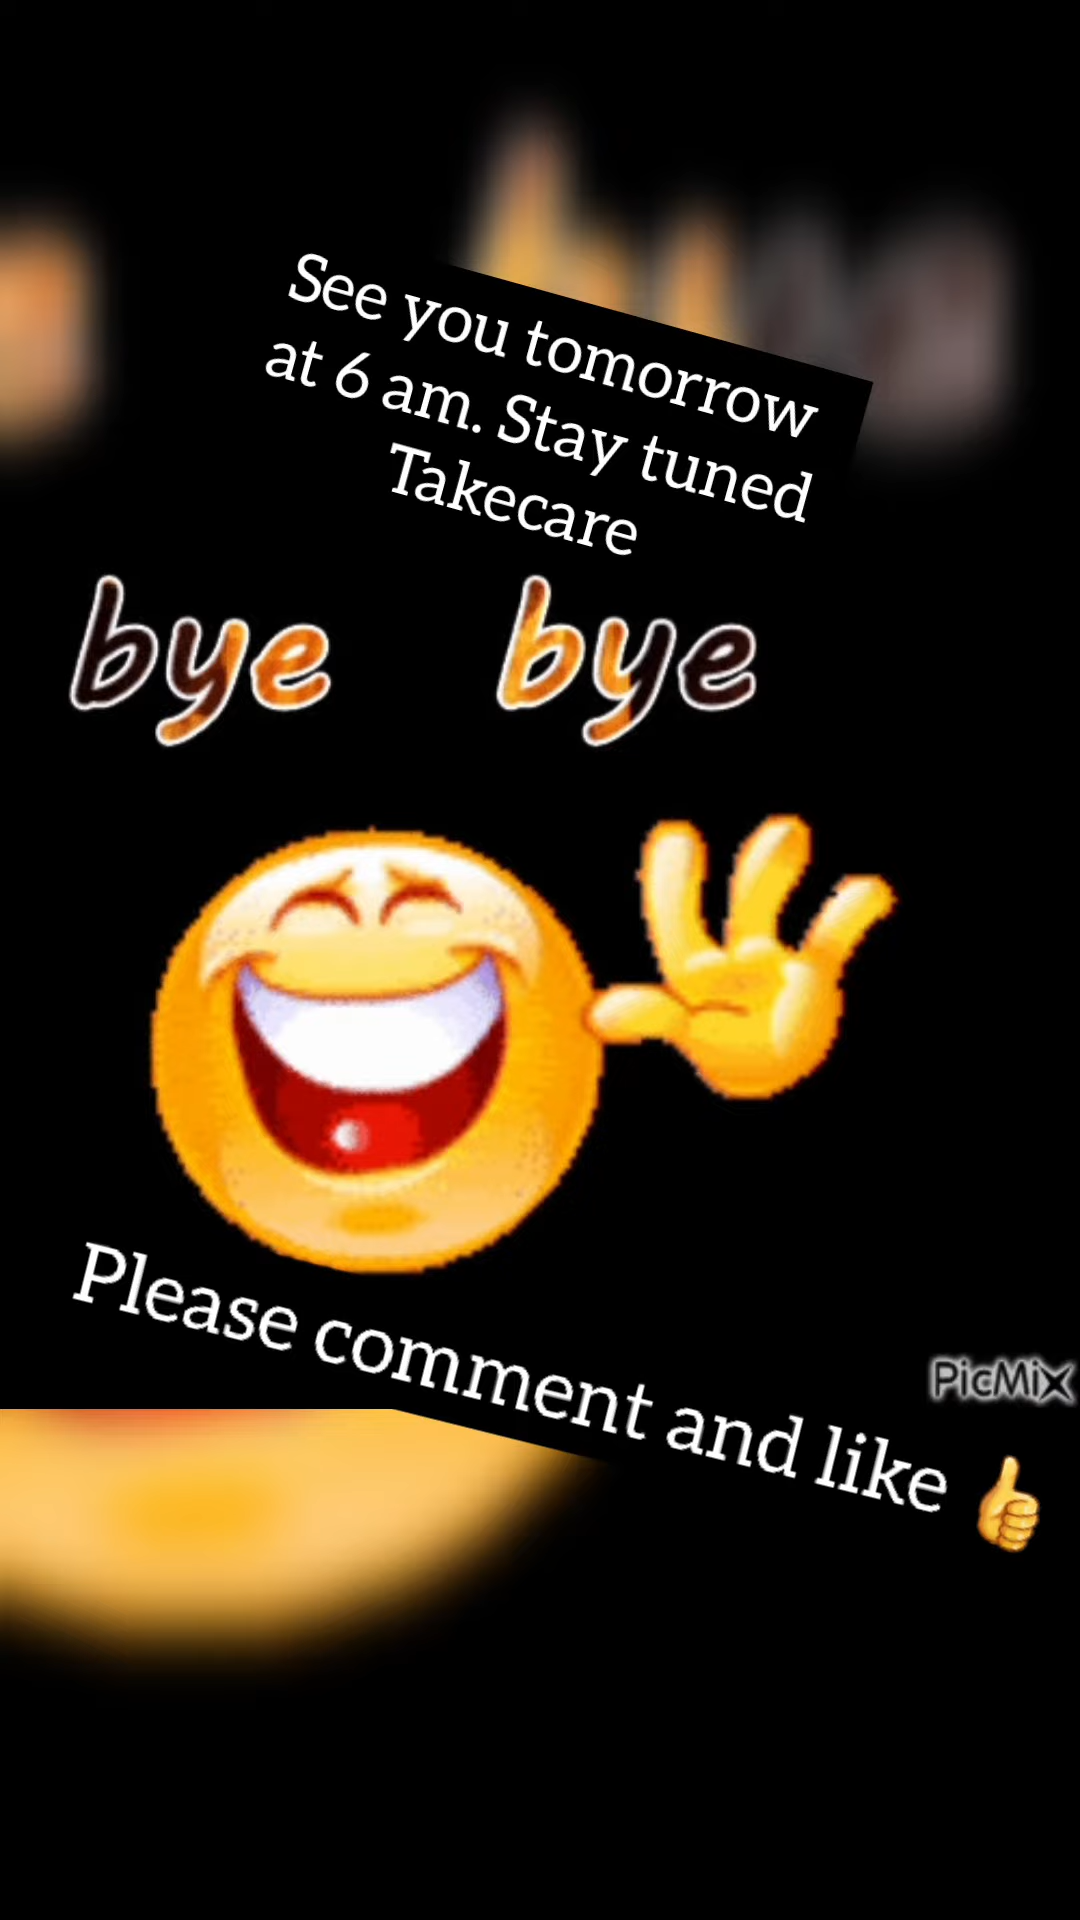 See you tomorrow
at 6 am. Stay tuned
Takecare
bye bye
Please comment and like 👍
PicMix